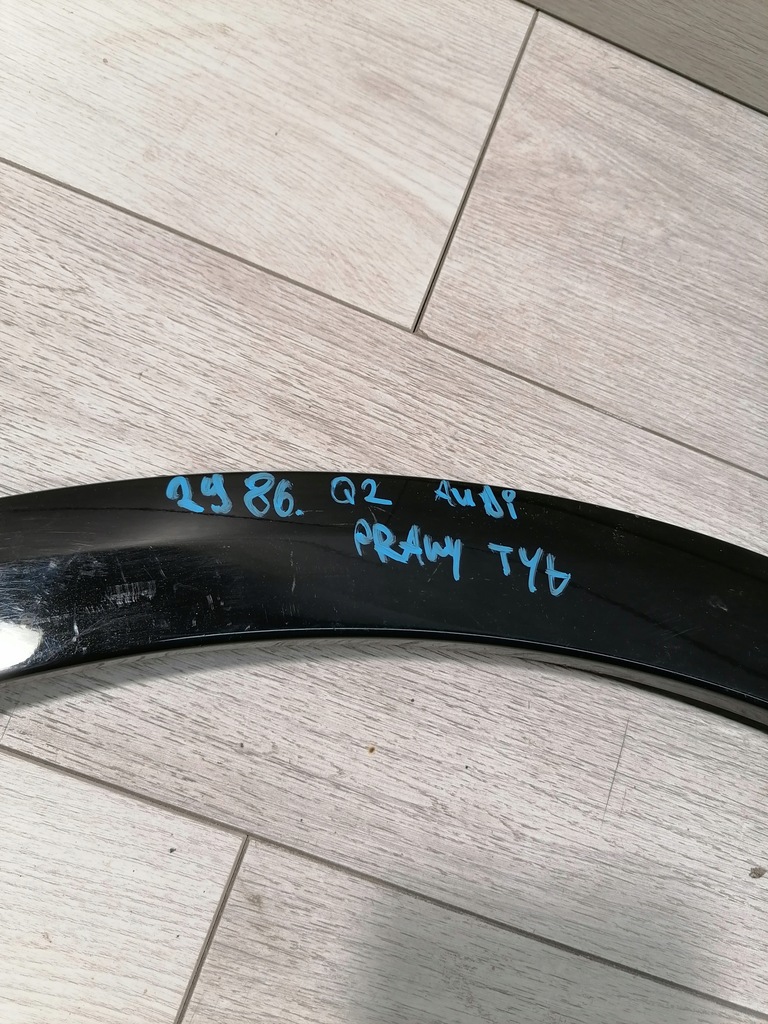 2986. Q2 AUDi
PRAWY TYŁ